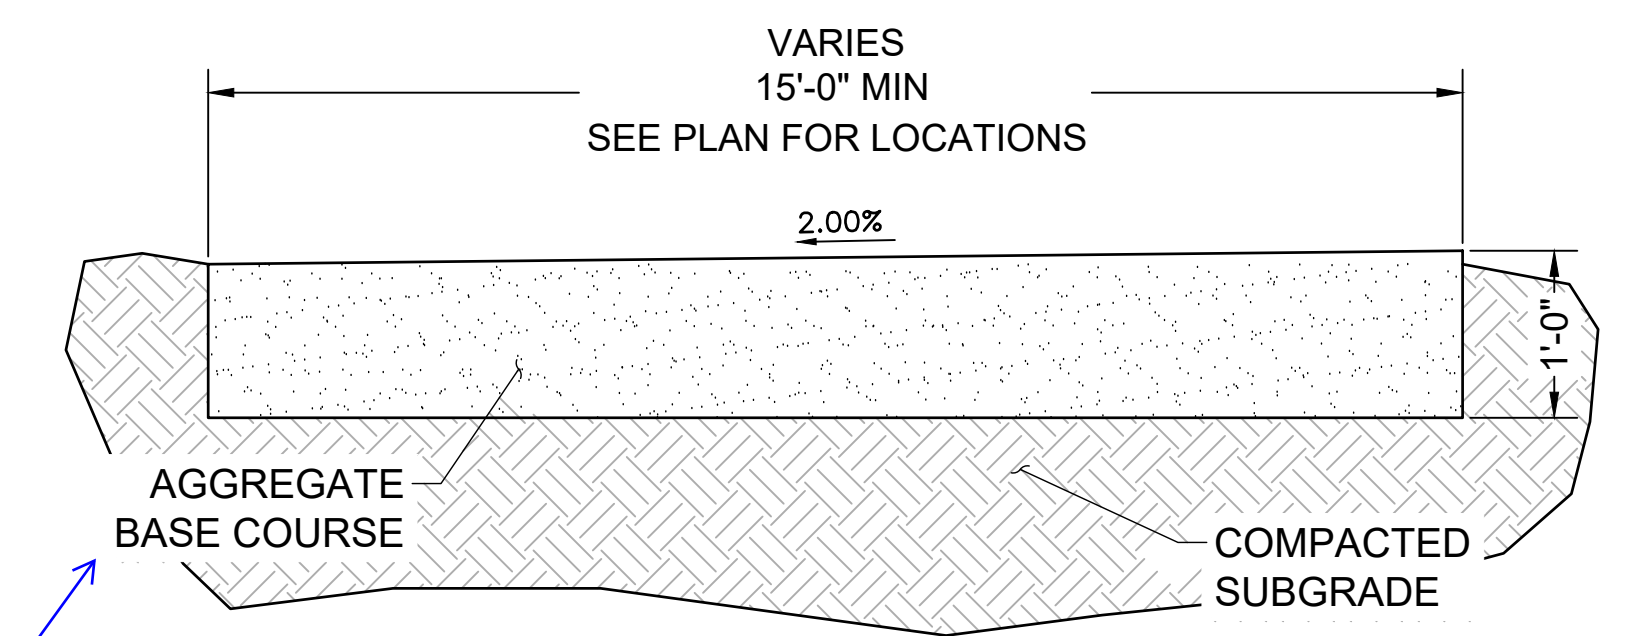 VARIES
15'-0" MIN
SEE PLAN FOR LOCATIONS
2.00%
1'-0"
AGGREGATE
BASE COURSE
COMPACTED
SUBGRADE